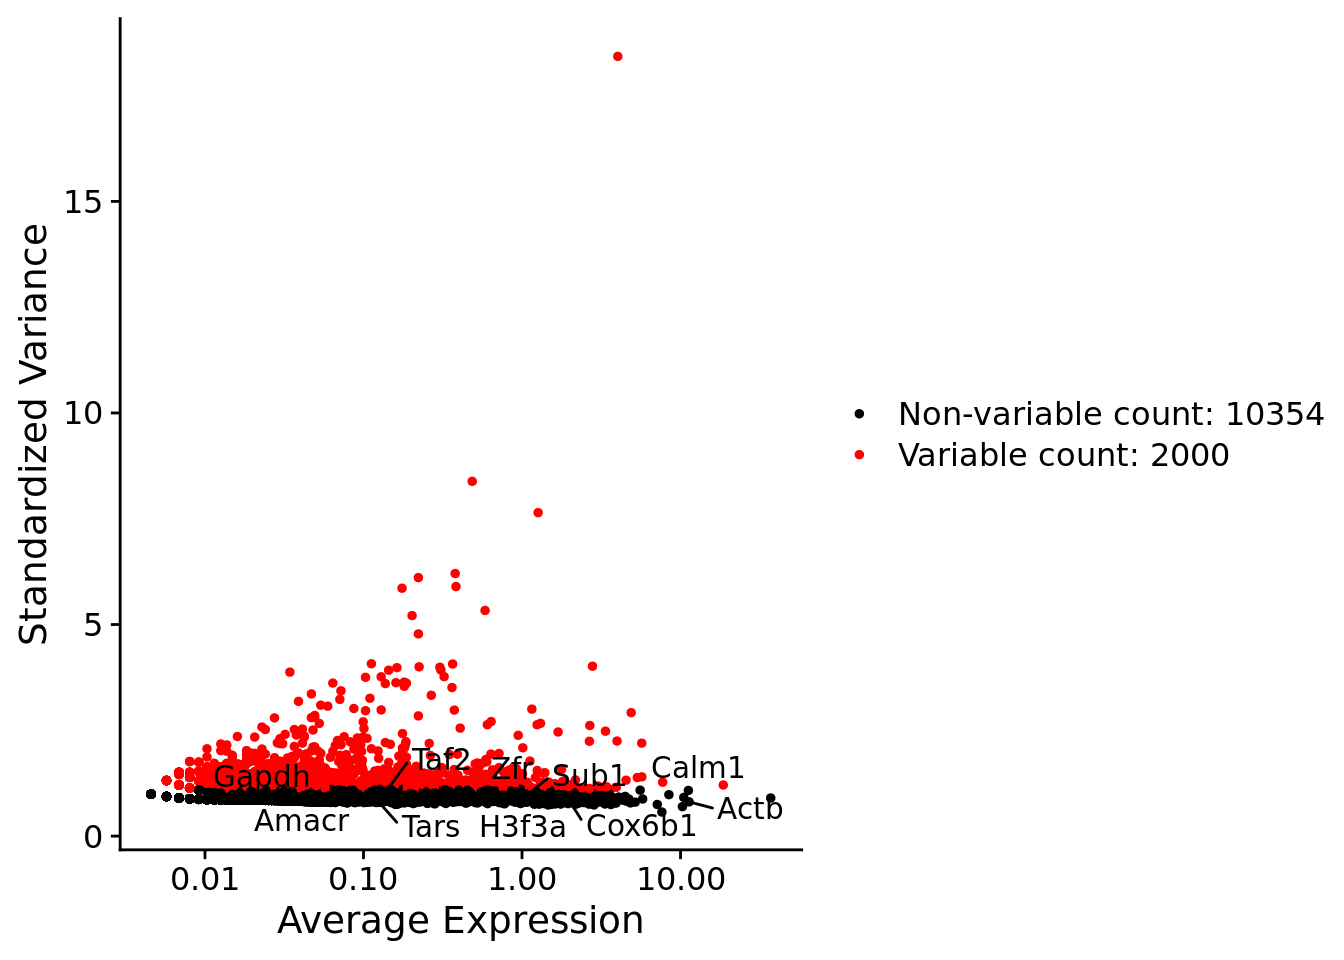 Standardized Variance
15
10
5
0
Non-variable count: 10354
Variable count: 2000
Taf2
Zfr
Sub1
Calm1
Gapdh
Actb
Amacr
Tars
H3f3a
Cox6b1
0.01
0.10
1.00
10.00
Average Expression